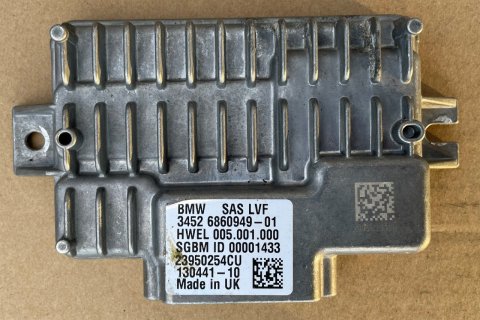 BMW SAS LVF
3452 6860949-01
HWEL 005.001.000
SGBM ID 00001433
23950254CU
130441-10
Made in UK